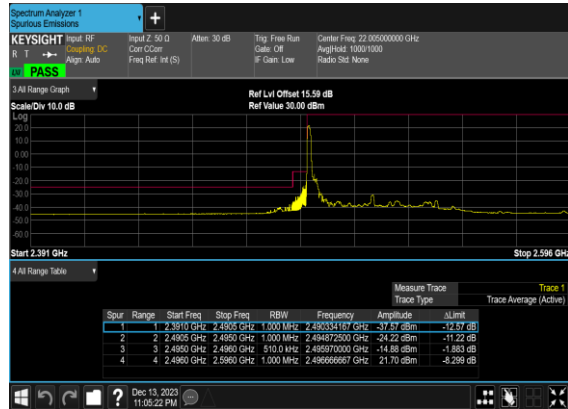 Spectrum Analyzer 1
Spurious Emissions
KEYSIGHT Input: RF Input Z: 50 Ω Atten: 30 dB Trig: Free Run Center Freq: 22.005000000 GHz
R T Coupling: DC Corr CCorr Gate: Off Avg|Hold: 1000/1000
Align: Auto Freq Ref: Int (S) IF Gain: Low Radio Std: None
PASS
3 All Range Graph
Ref Lvl Offset 15.59 dB
Scale/Div 10.0 dB Ref Value 30.00 dBm
Log
20.0
10.0
0.00
-10.0
-20.0
-30.0
-40.0
-50.0
-60.0
Start 2.391 GHz Stop 2.596 GHz
4 All Range Table
Measure Trace Trace 1
Trace Type Trace Average (Active)
Spur Range Start Freq Stop Freq RBW Frequency Amplitude ΔLimit
1 1 2.3910 GHz 2.4905 GHz 1.000 MHz 2.490334167 GHz -37.57 dBm -12.57 dB
2 2 2.4905 GHz 2.4950 GHz 1.000 MHz 2.494872500 GHz -24.22 dBm -11.22 dB
3 3 2.4950 GHz 2.4960 GHz 510.0 kHz 2.495970000 GHz -14.88 dBm -1.883 dB
4 4 2.4960 GHz 2.5960 GHz 1.000 MHz 2.496666667 GHz 21.70 dBm -8.299 dB
Dec 13, 2023
11:05:22 PM